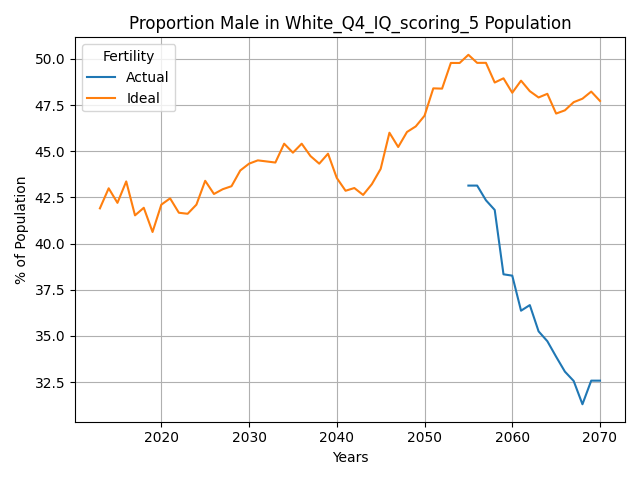 Proportion Male in White_Q4_IQ_scoring_5 Population
Fertility
Actual
Ideal
% of Population
50.0
47.5
45.0
42.5
40.0
37.5
35.0
32.5
2020
2030
2040
2050
2060
2070
Years